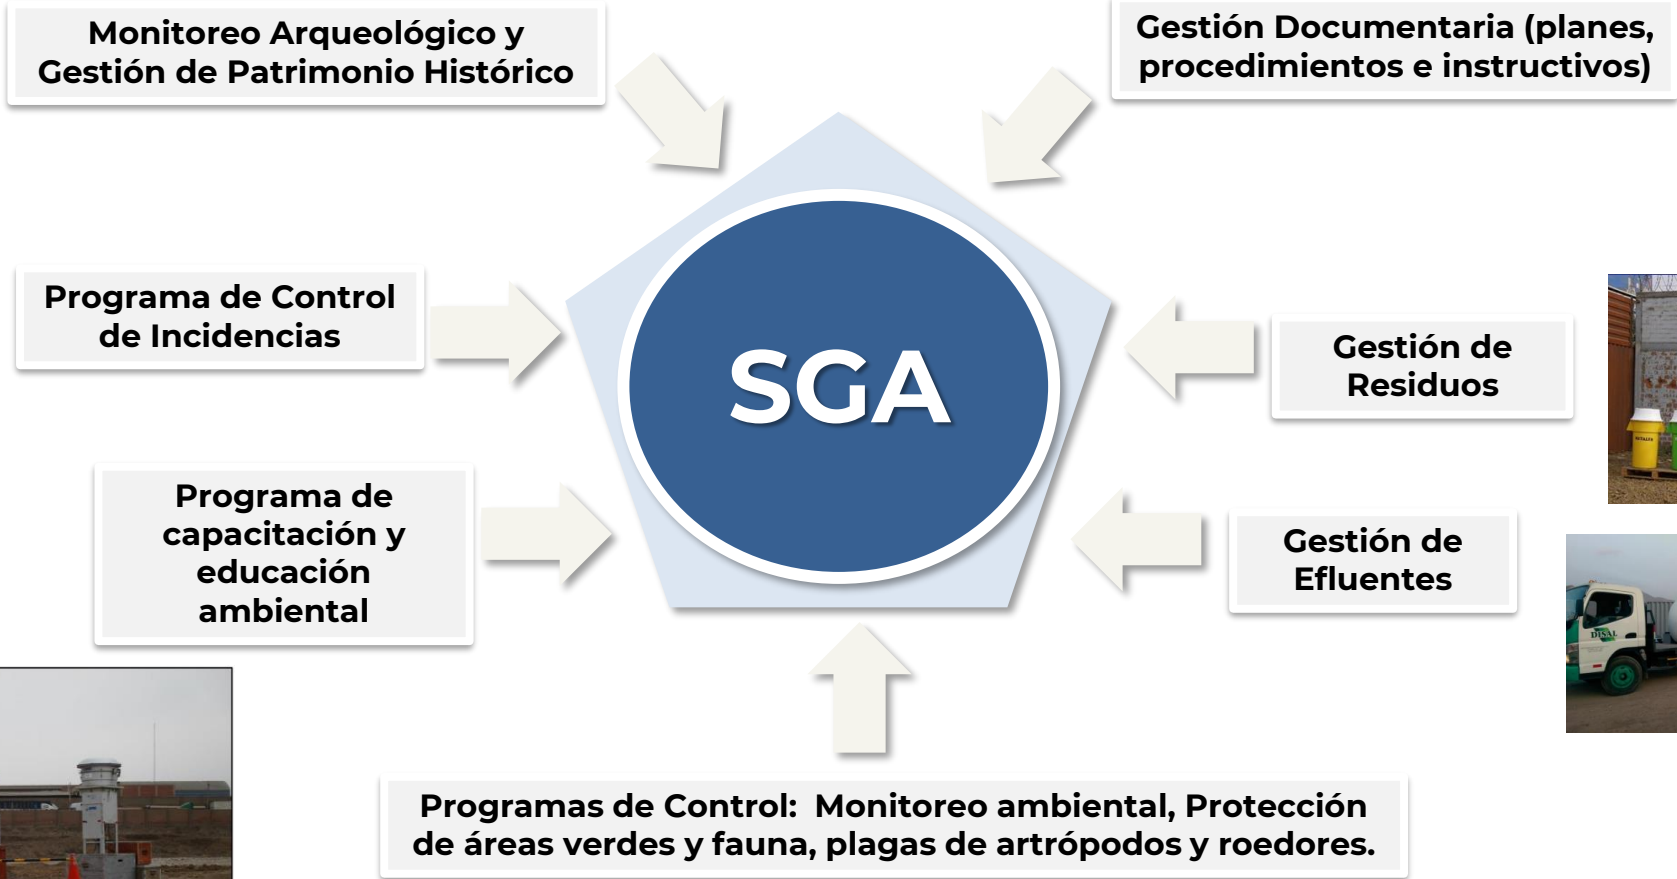 Monitoreo Arqueológico y
Gestión de Patrimonio Histórico
Gestión Documentaria (planes,
procedimientos e instructivos)
Programa de Control
de Incidencias
SGA
Gestión de
Residuos
Programa de
capacitación y
educación
ambiental
Gestión de
Efluentes
DISAL
Programas de Control:  Monitoreo ambiental, Protección
de áreas verdes y fauna, plagas de artrópodos y roedores.